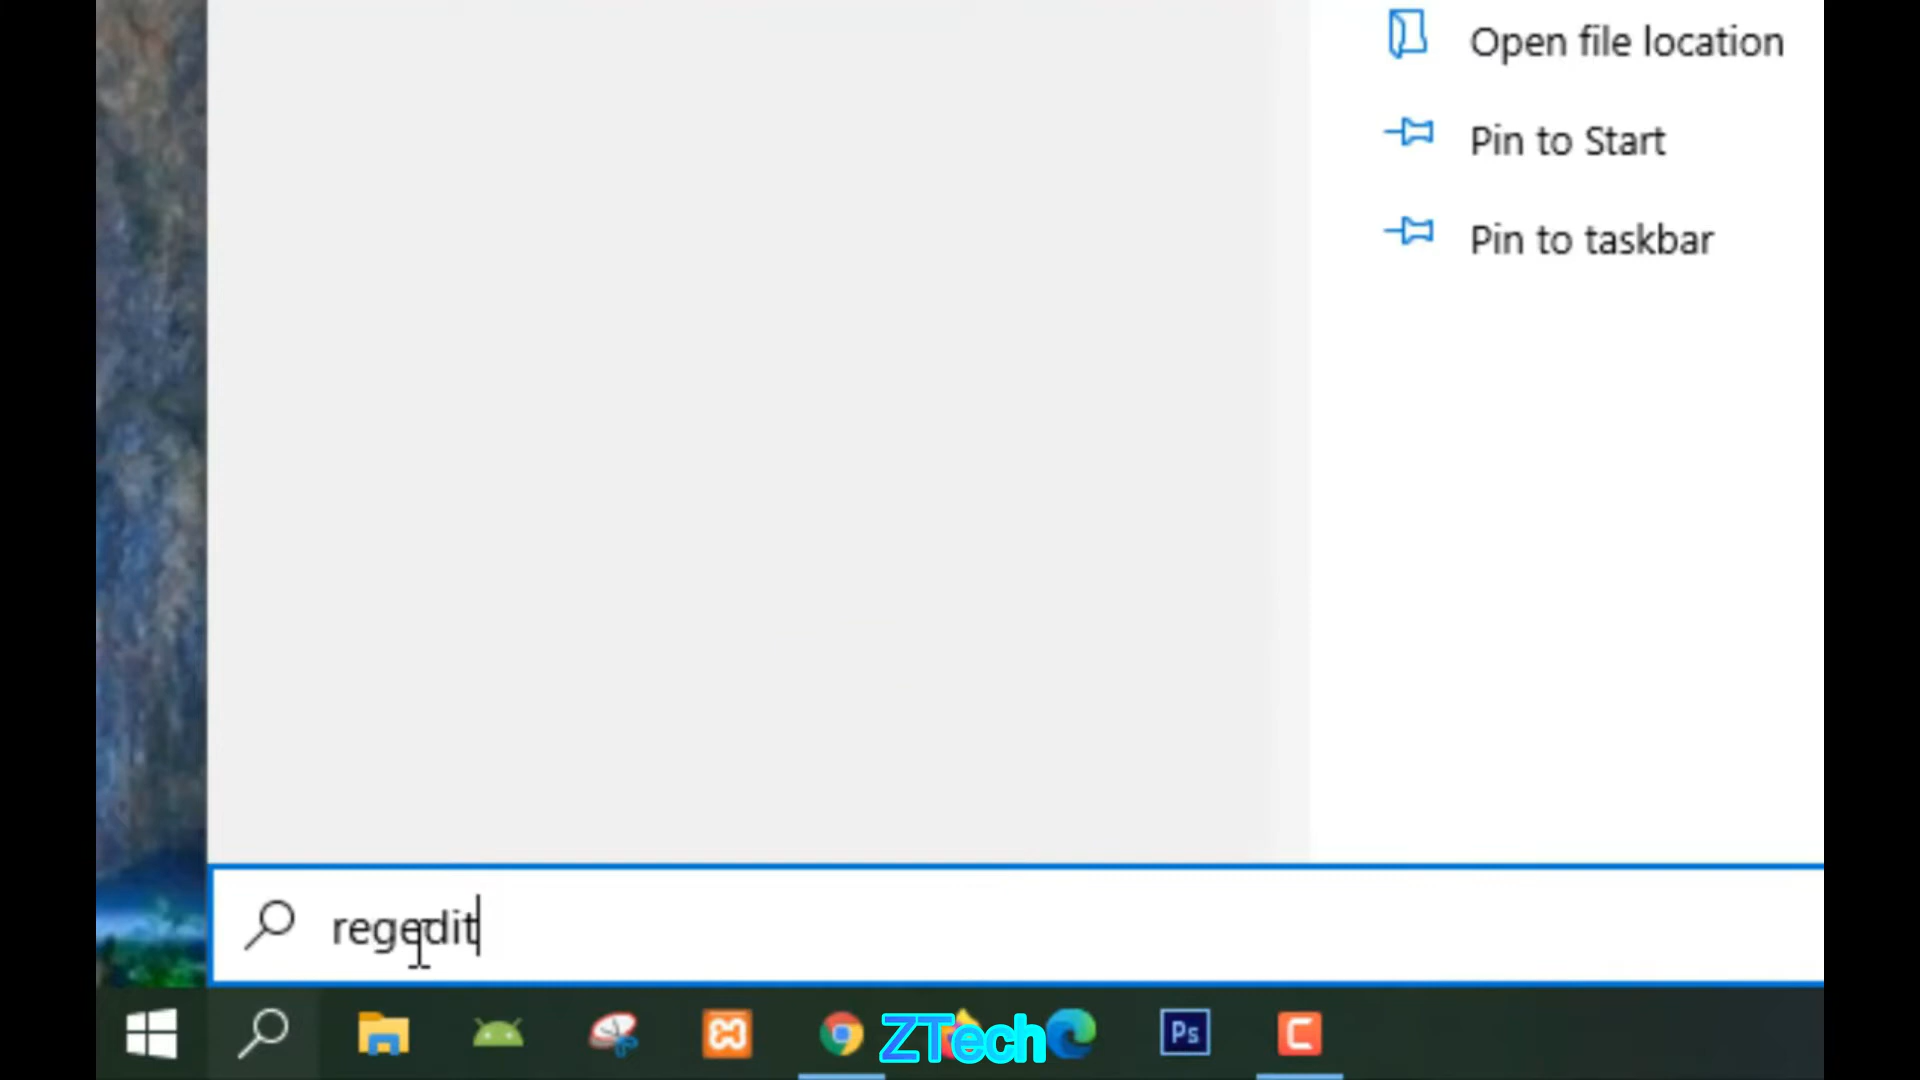 Open file location
Pin to Start
Pin to taskbar
regedit
Ps
ZTech